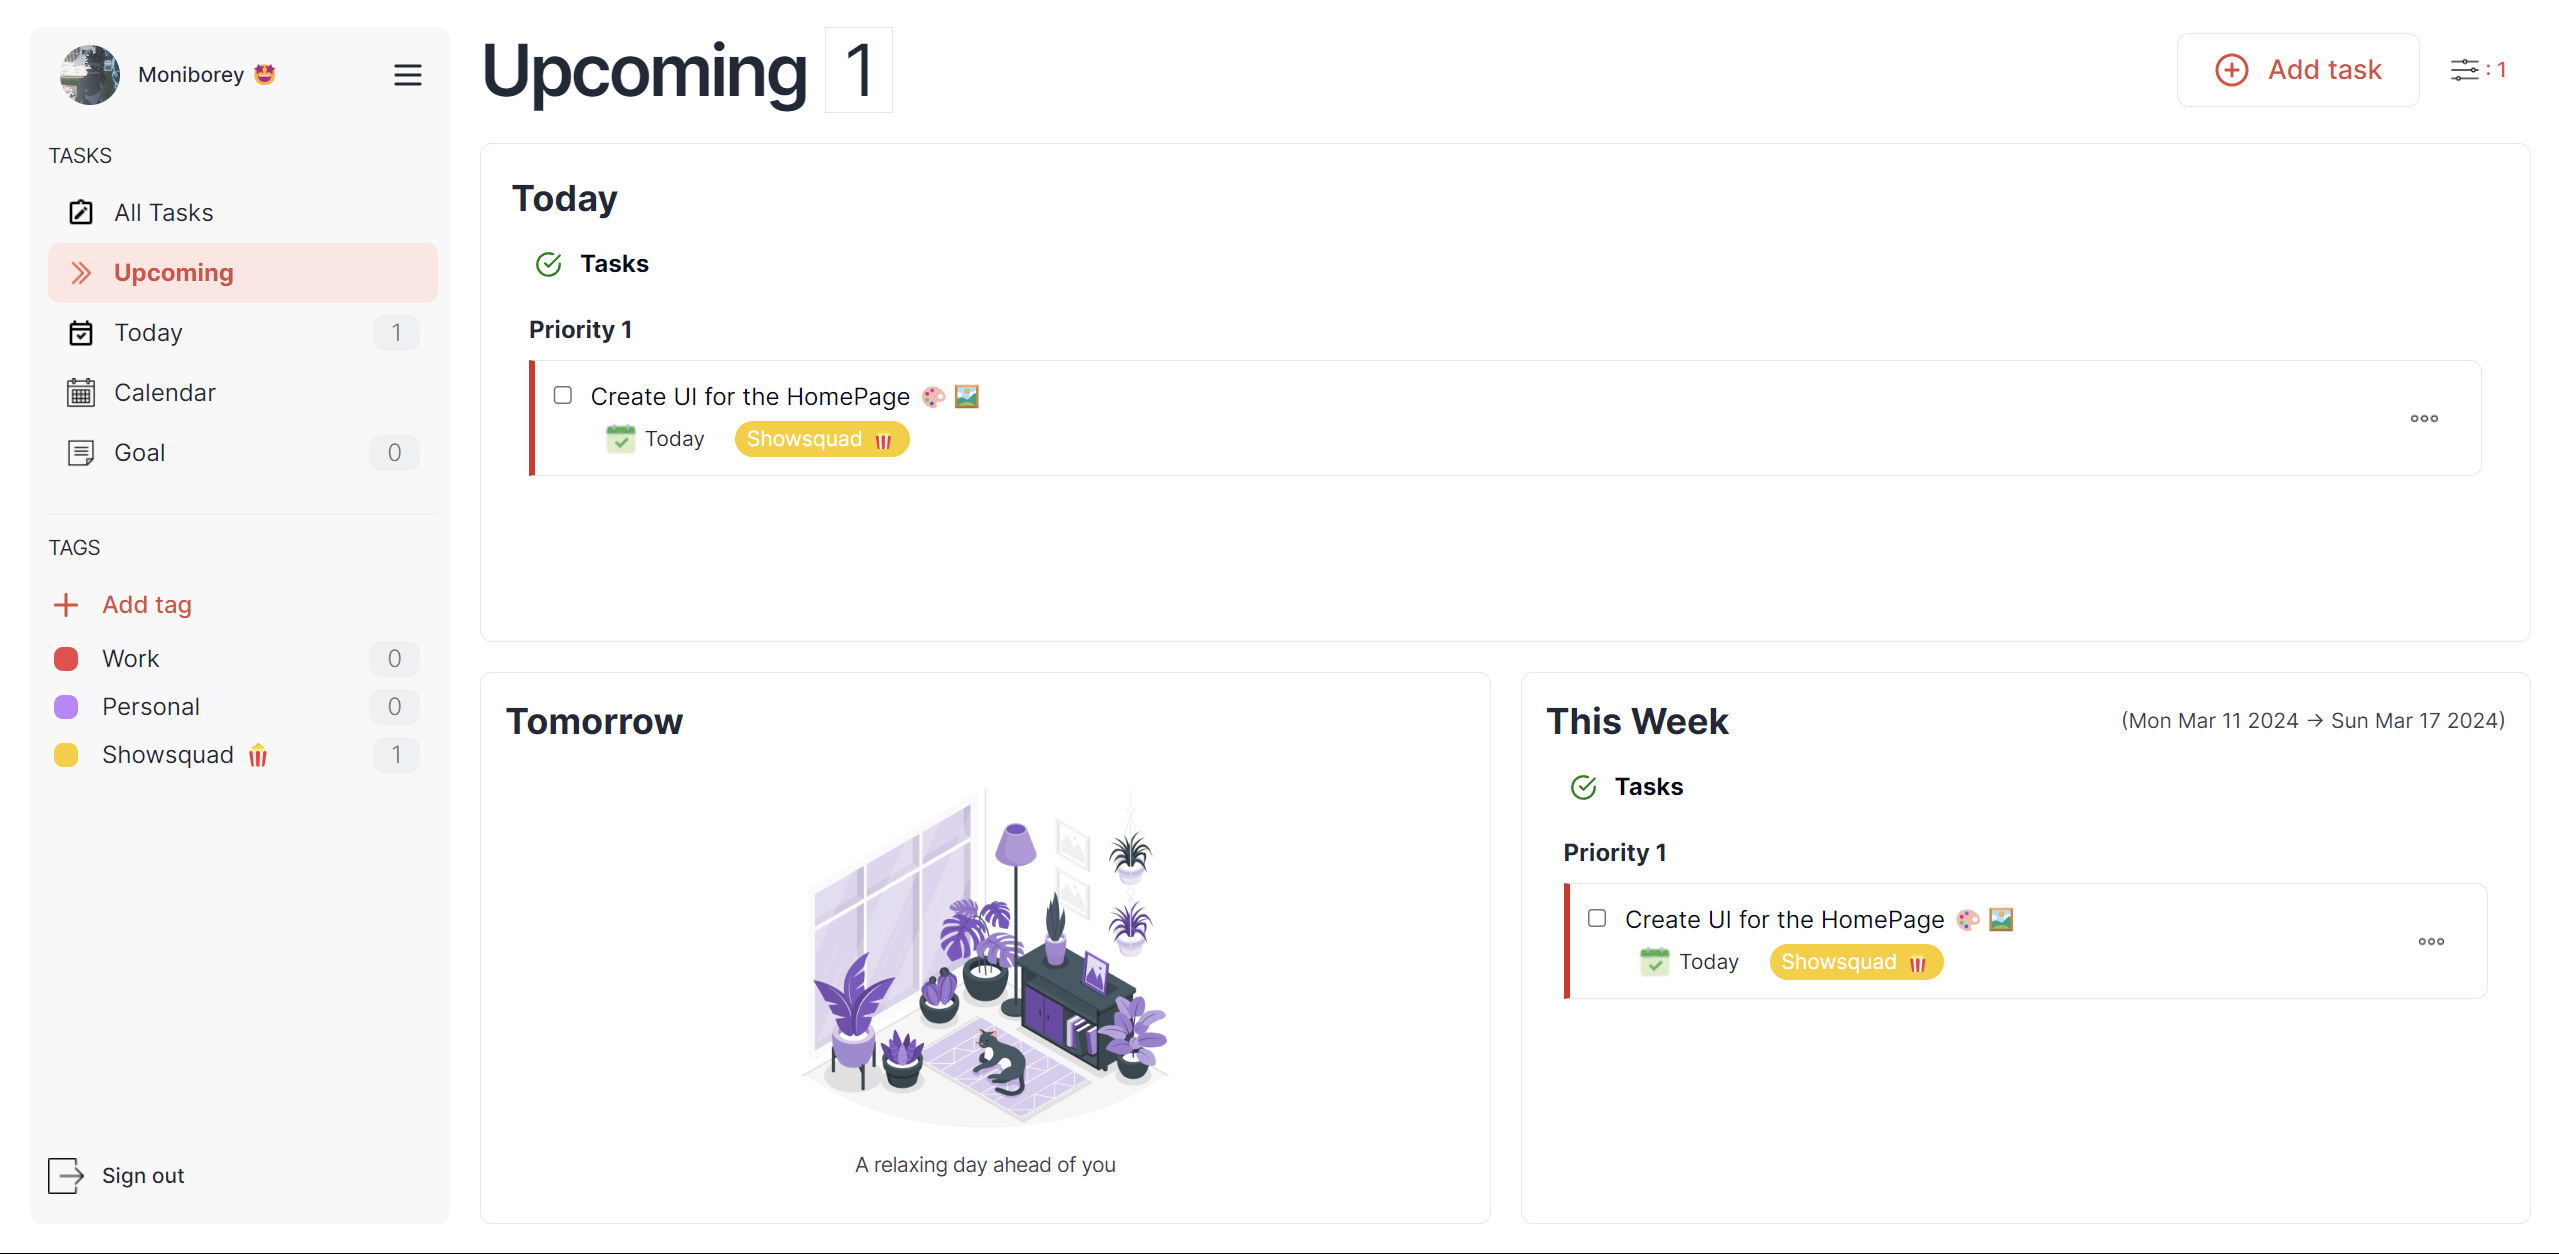 Moniborey 🤩
TASKS
All Tasks
Upcoming
Today 1
Calendar
Goal 0
TAGS
Add tag
Work 0
Personal 0
Showsquad 🍿 1
Sign out
Upcoming 1
Add task
: 1
Today
Tasks
Priority 1
Create UI for the HomePage 🎨 🖼️
Today Showsquad 🍿
Tomorrow
A relaxing day ahead of you
This Week (Mon Mar 11 2024 → Sun Mar 17 2024)
Tasks
Priority 1
Create UI for the HomePage 🎨 🖼️
Today Showsquad 🍿